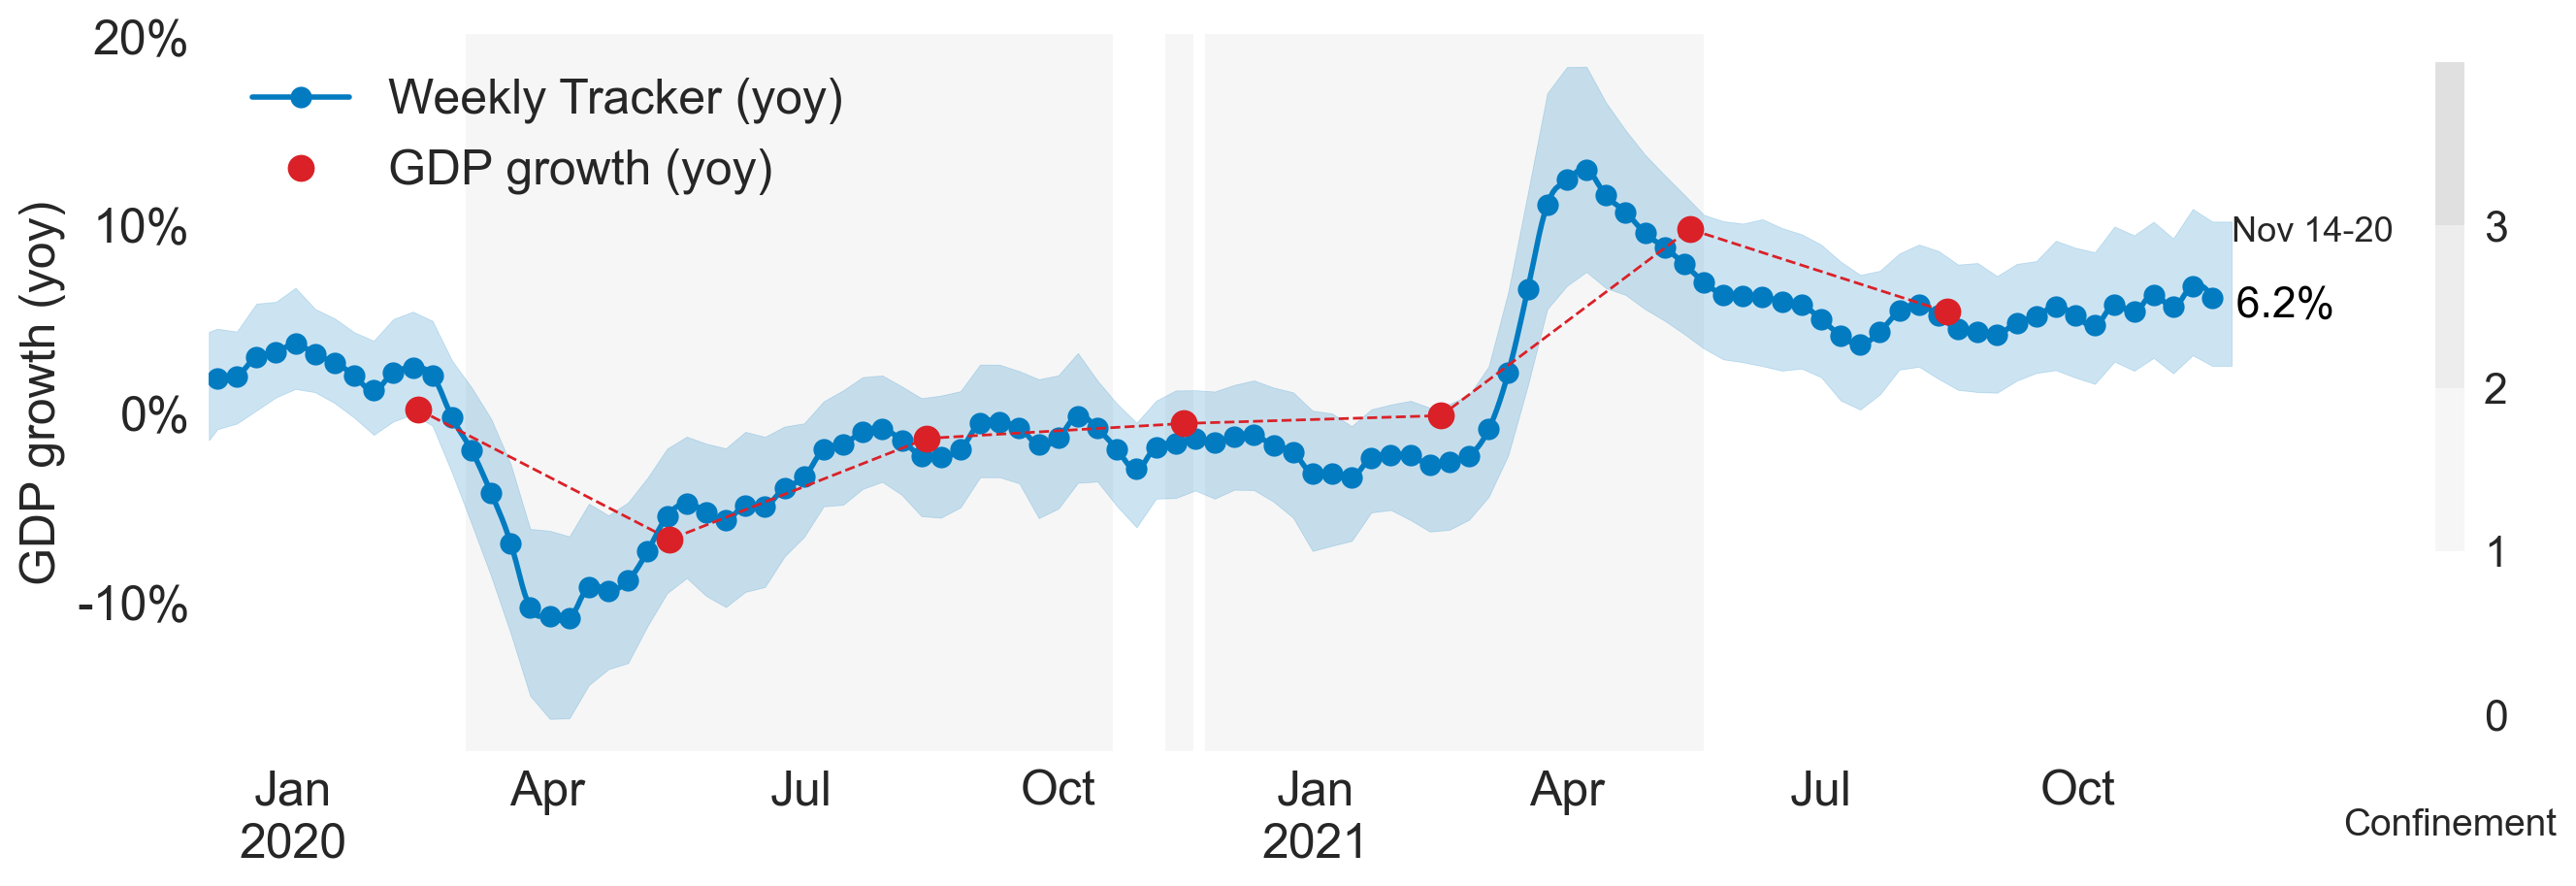 20%
10%
0%
-10%
GDP growth (yoy)
Weekly Tracker (yoy)
GDP growth (yoy)
Nov 14-20
6.2%
3
2
1
0
Confinement
Jan Apr Jul Oct Jan Apr Jul Oct
2020 2021